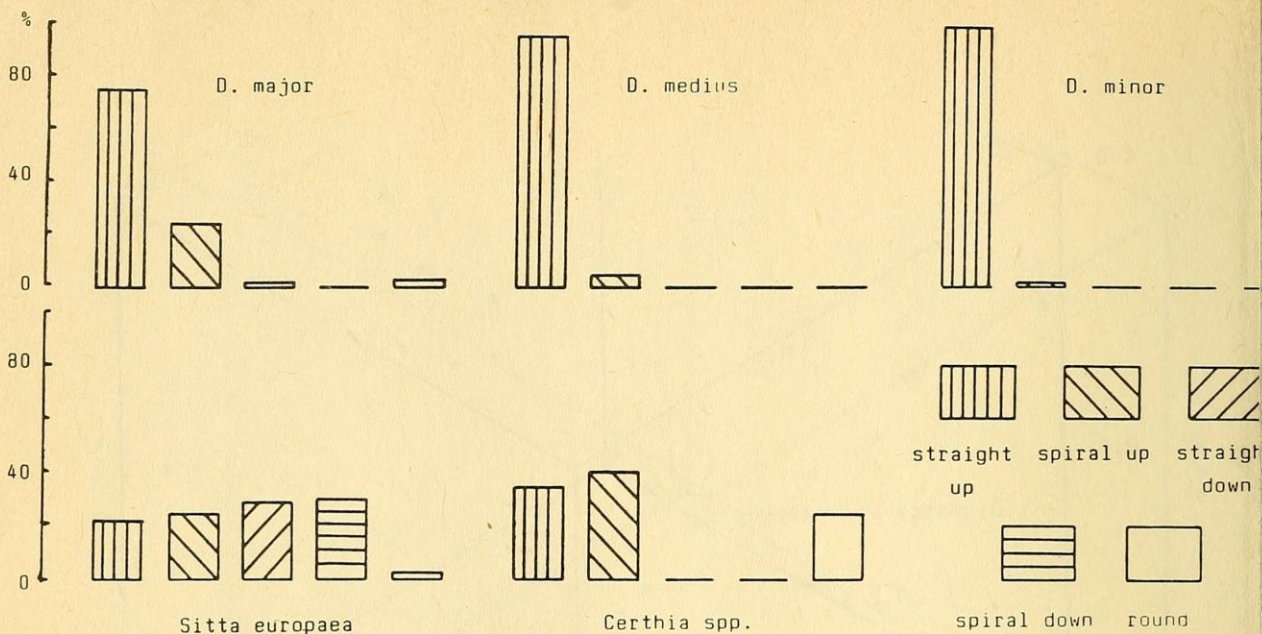 %
80
40
0
D. major
D. medius
D. minor
80
40
0
straight up
spiral up
straigh down
Sitta europaea
Certhia spp.
spiral down
round